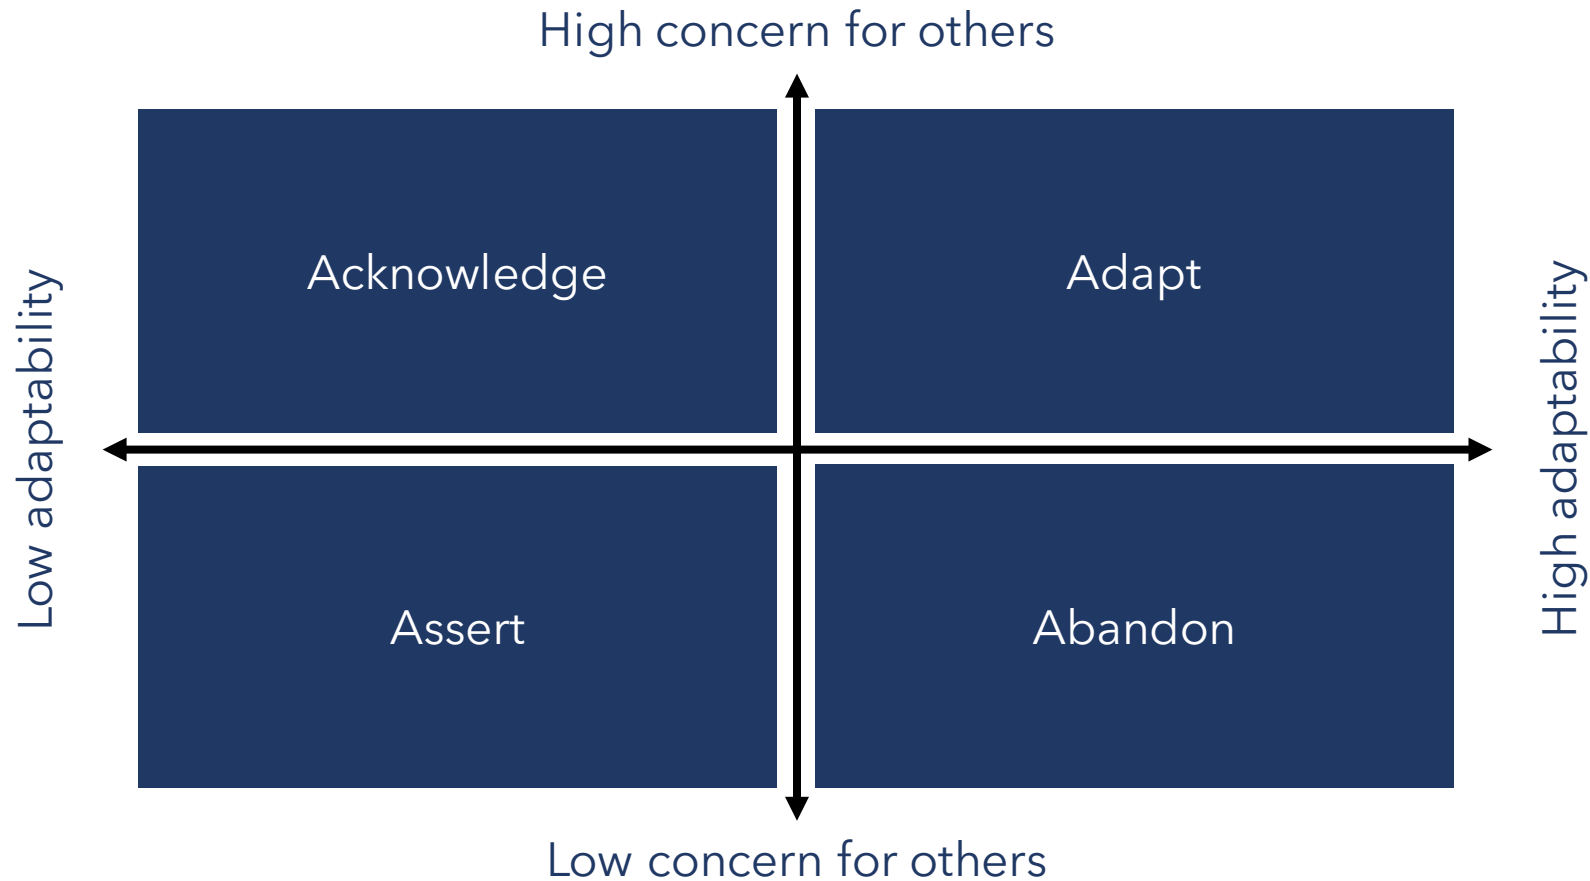 High concern for others
Acknowledge
Adapt
Low adaptability
High adaptability
Assert
Abandon
Low concern for others